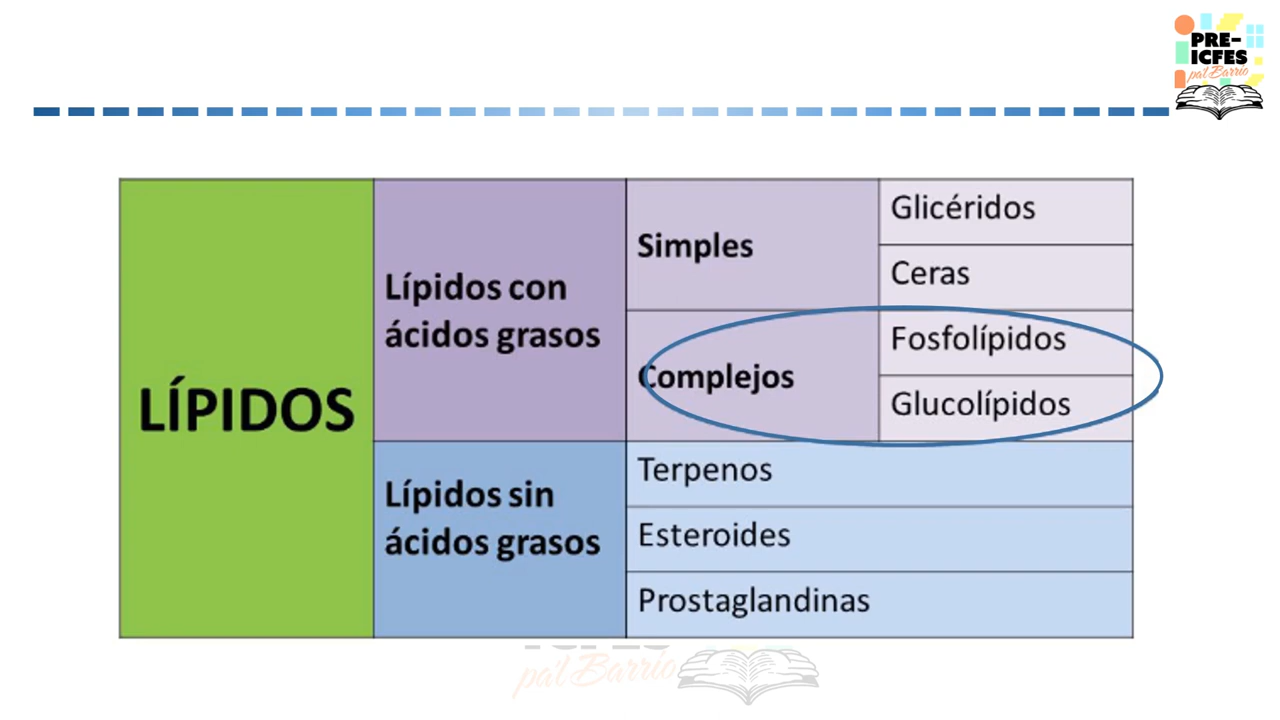 PRE-
ICFES
pa'l Barrio
LÍPIDOS
Lípidos con
ácidos grasos
Simples
Glicéridos
Ceras
Complejos
Fosfolípidos
Glucolípidos
Lípidos sin
ácidos grasos
Terpenos
Esteroides
Prostaglandinas
pa'l Barrio